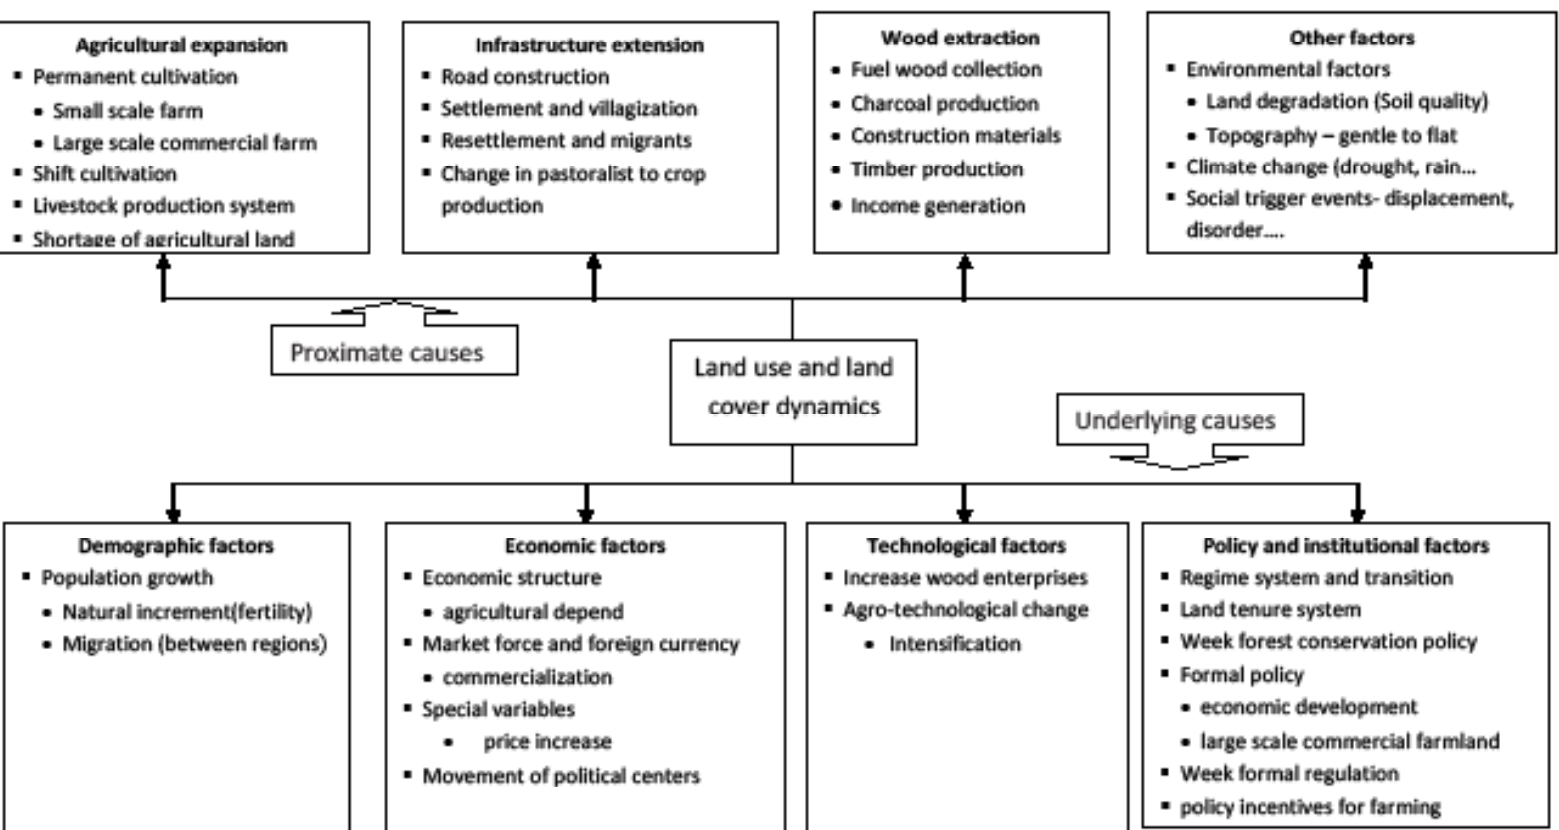 Agricultural expansion
▪ Permanent cultivation
• Small scale farm
• Large scale commercial farm
▪ Shift cultivation
▪ Livestock production system
▪ Shortage of agricultural land
Infrastructure extension
▪ Road construction
▪ Settlement and villagization
▪ Resettlement and migrants
▪ Change in pastoralist to crop
production
Wood extraction
• Fuel wood collection
• Charcoal production
• Construction materials
• Timber production
• Income generation
Other factors
▪ Environmental factors
• Land degradation (Soil quality)
• Topography – gentle to flat
▪ Climate change (drought, rain...
▪ Social trigger events- displacement,
disorder....
Proximate causes
Land use and land
cover dynamics
Underlying causes
Demographic factors
▪ Population growth
• Natural increment(fertility)
• Migration (between regions)
Economic factors
▪ Economic structure
• agricultural depend
▪ Market force and foreign currency
• commercialization
▪ Special variables
• price increase
▪ Movement of political centers
Technological factors
▪ Increase wood enterprises
▪ Agro-technological change
• Intensification
Policy and institutional factors
▪ Regime system and transition
▪ Land tenure system
▪ Week forest conservation policy
▪ Formal policy
• economic development
• large scale commercial farmland
▪ Week formal regulation
▪ policy incentives for farming